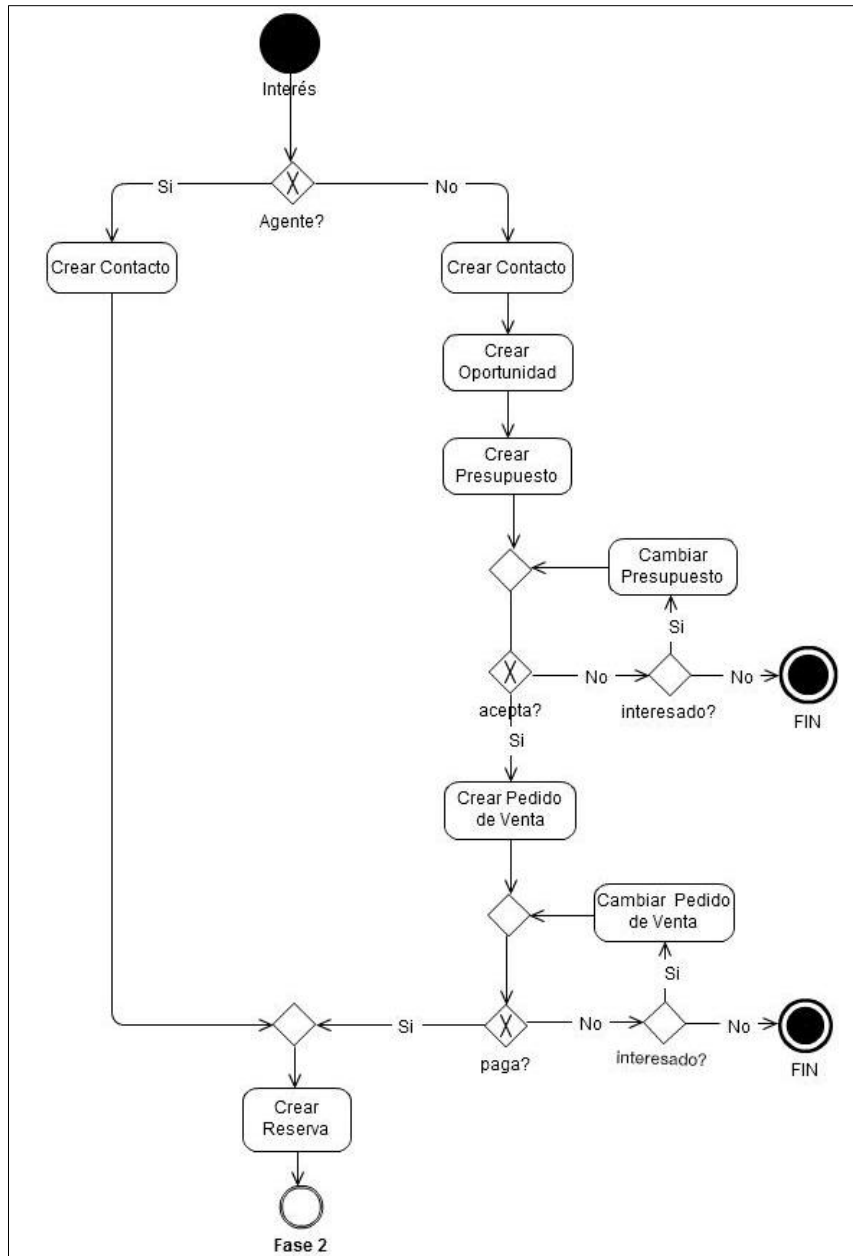 Interés
Si
No
Agente?
Crear Contacto
Crear Contacto
Crear
Oportunidad
Crear
Presupuesto
Cambiar
Presupuesto
Si
No
No
acepta?
interesado?
FIN
Si
Crear Pedido
de Venta
Cambiar Pedido
de Venta
Si
Si
No
No
paga?
interesado?
FIN
Crear
Reserva
Fase 2